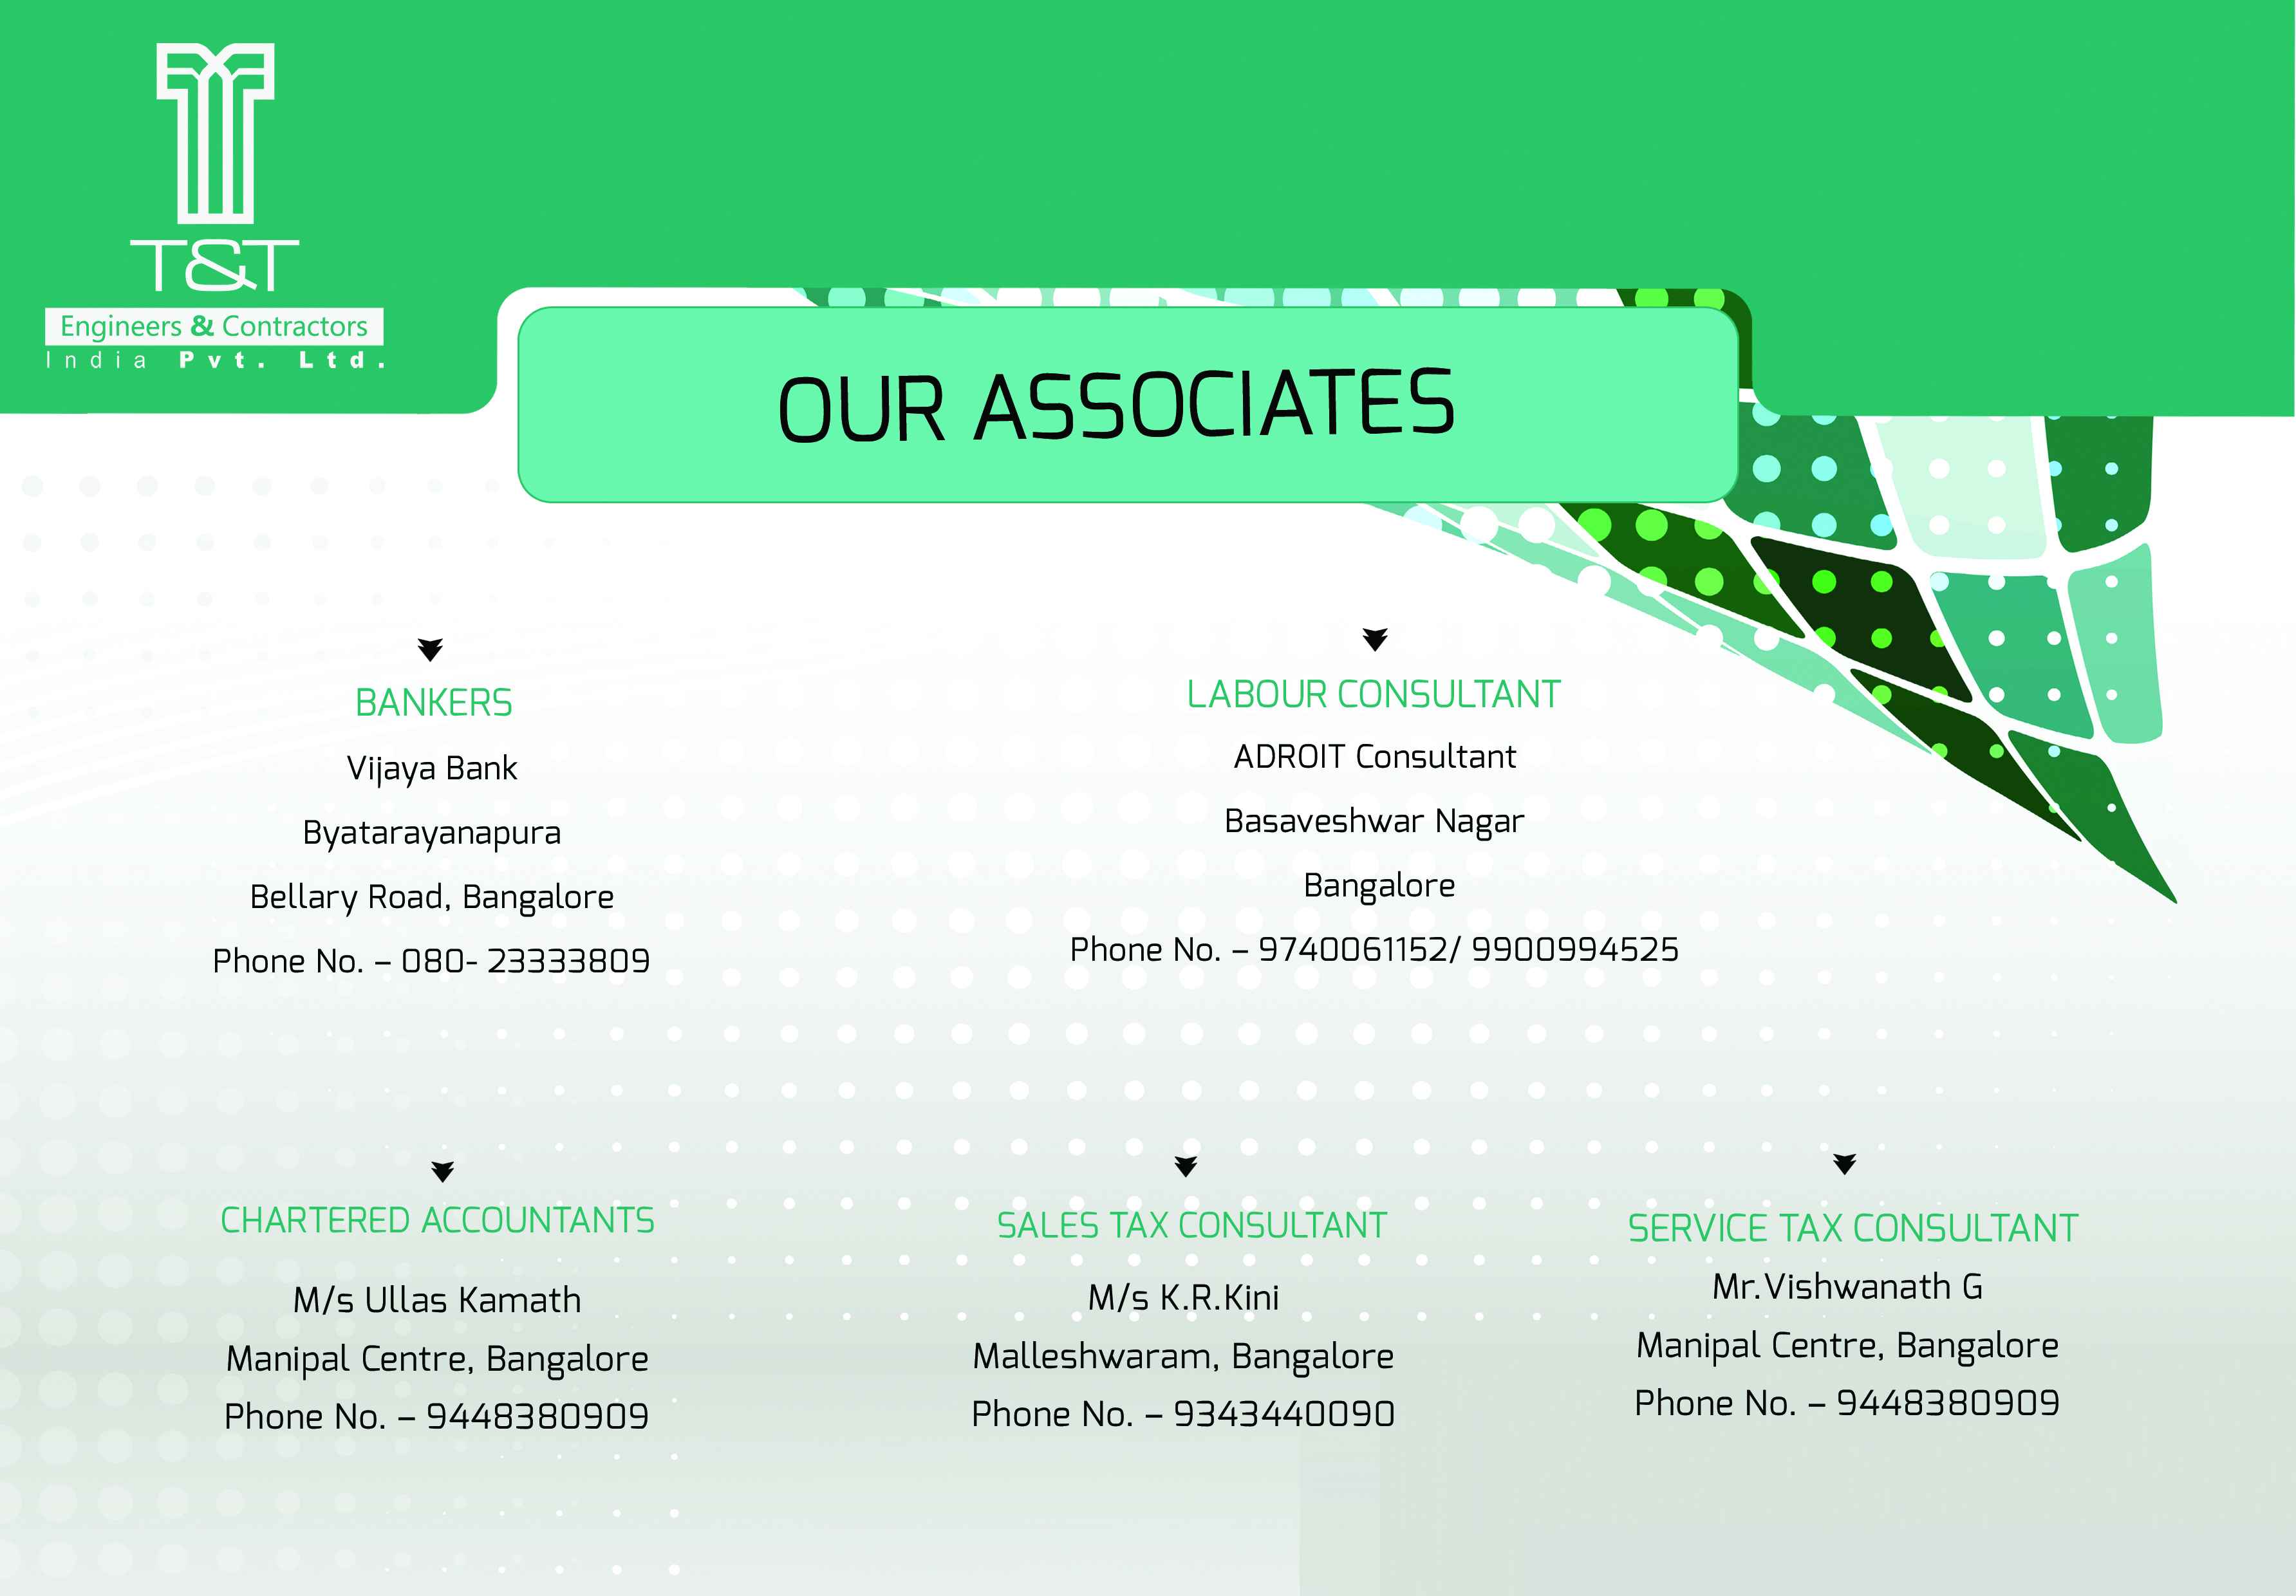 T&T
Engineers & Contractors
India Pvt. Ltd.
OUR ASSOCIATES
BANKERS
Vijaya Bank
Byatarayanapura
Bellary Road, Bangalore
Phone No. – 080- 23333809
LABOUR CONSULTANT
ADROIT Consultant
Basaveshwar Nagar
Bangalore
Phone No. – 9740061152/ 9900994525
CHARTERED ACCOUNTANTS
M/s Ullas Kamath
Manipal Centre, Bangalore
Phone No. – 9448380909
SALES TAX CONSULTANT
M/s K.R.Kini
Malleshwaram, Bangalore
Phone No. – 9343440090
SERVICE TAX CONSULTANT
Mr.Vishwanath G
Manipal Centre, Bangalore
Phone No. – 9448380909